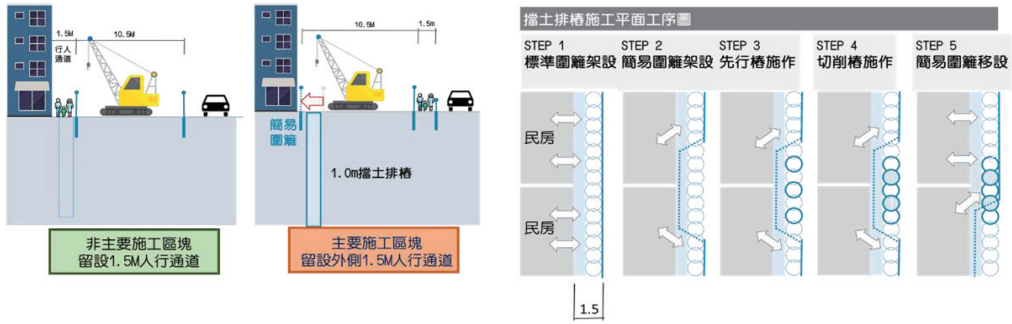 1.5M
10.5M
行人
通道
非主要施工區塊
留設1.5M人行通道
10.5M
1.5m
簡易
圍籬
1.0m擋土排樁
主要施工區塊
留設外側1.5M人行通道
擋土排樁施工平面工序圖
STEP 1
標準圍籬架設
STEP 2
簡易圍籬架設
STEP 3
先行樁施作
STEP 4
切削樁施作
STEP 5
簡易圍籬移設
民房
民房
1.5